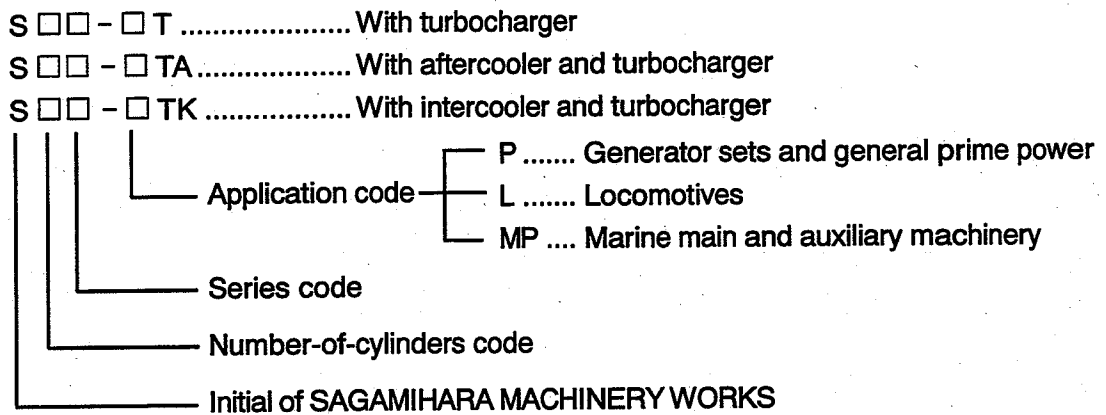 S □□ - □ T ..................... With turbocharger
S □□ - □ TA ................... With aftercooler and turbocharger
S □□ - □ TK .................. With intercooler and turbocharger
P ....... Generator sets and general prime power
Application code L ....... Locomotives
MP .... Marine main and auxiliary machinery
Series code
Number-of-cylinders code
Initial of SAGAMIHARA MACHINERY WORKS